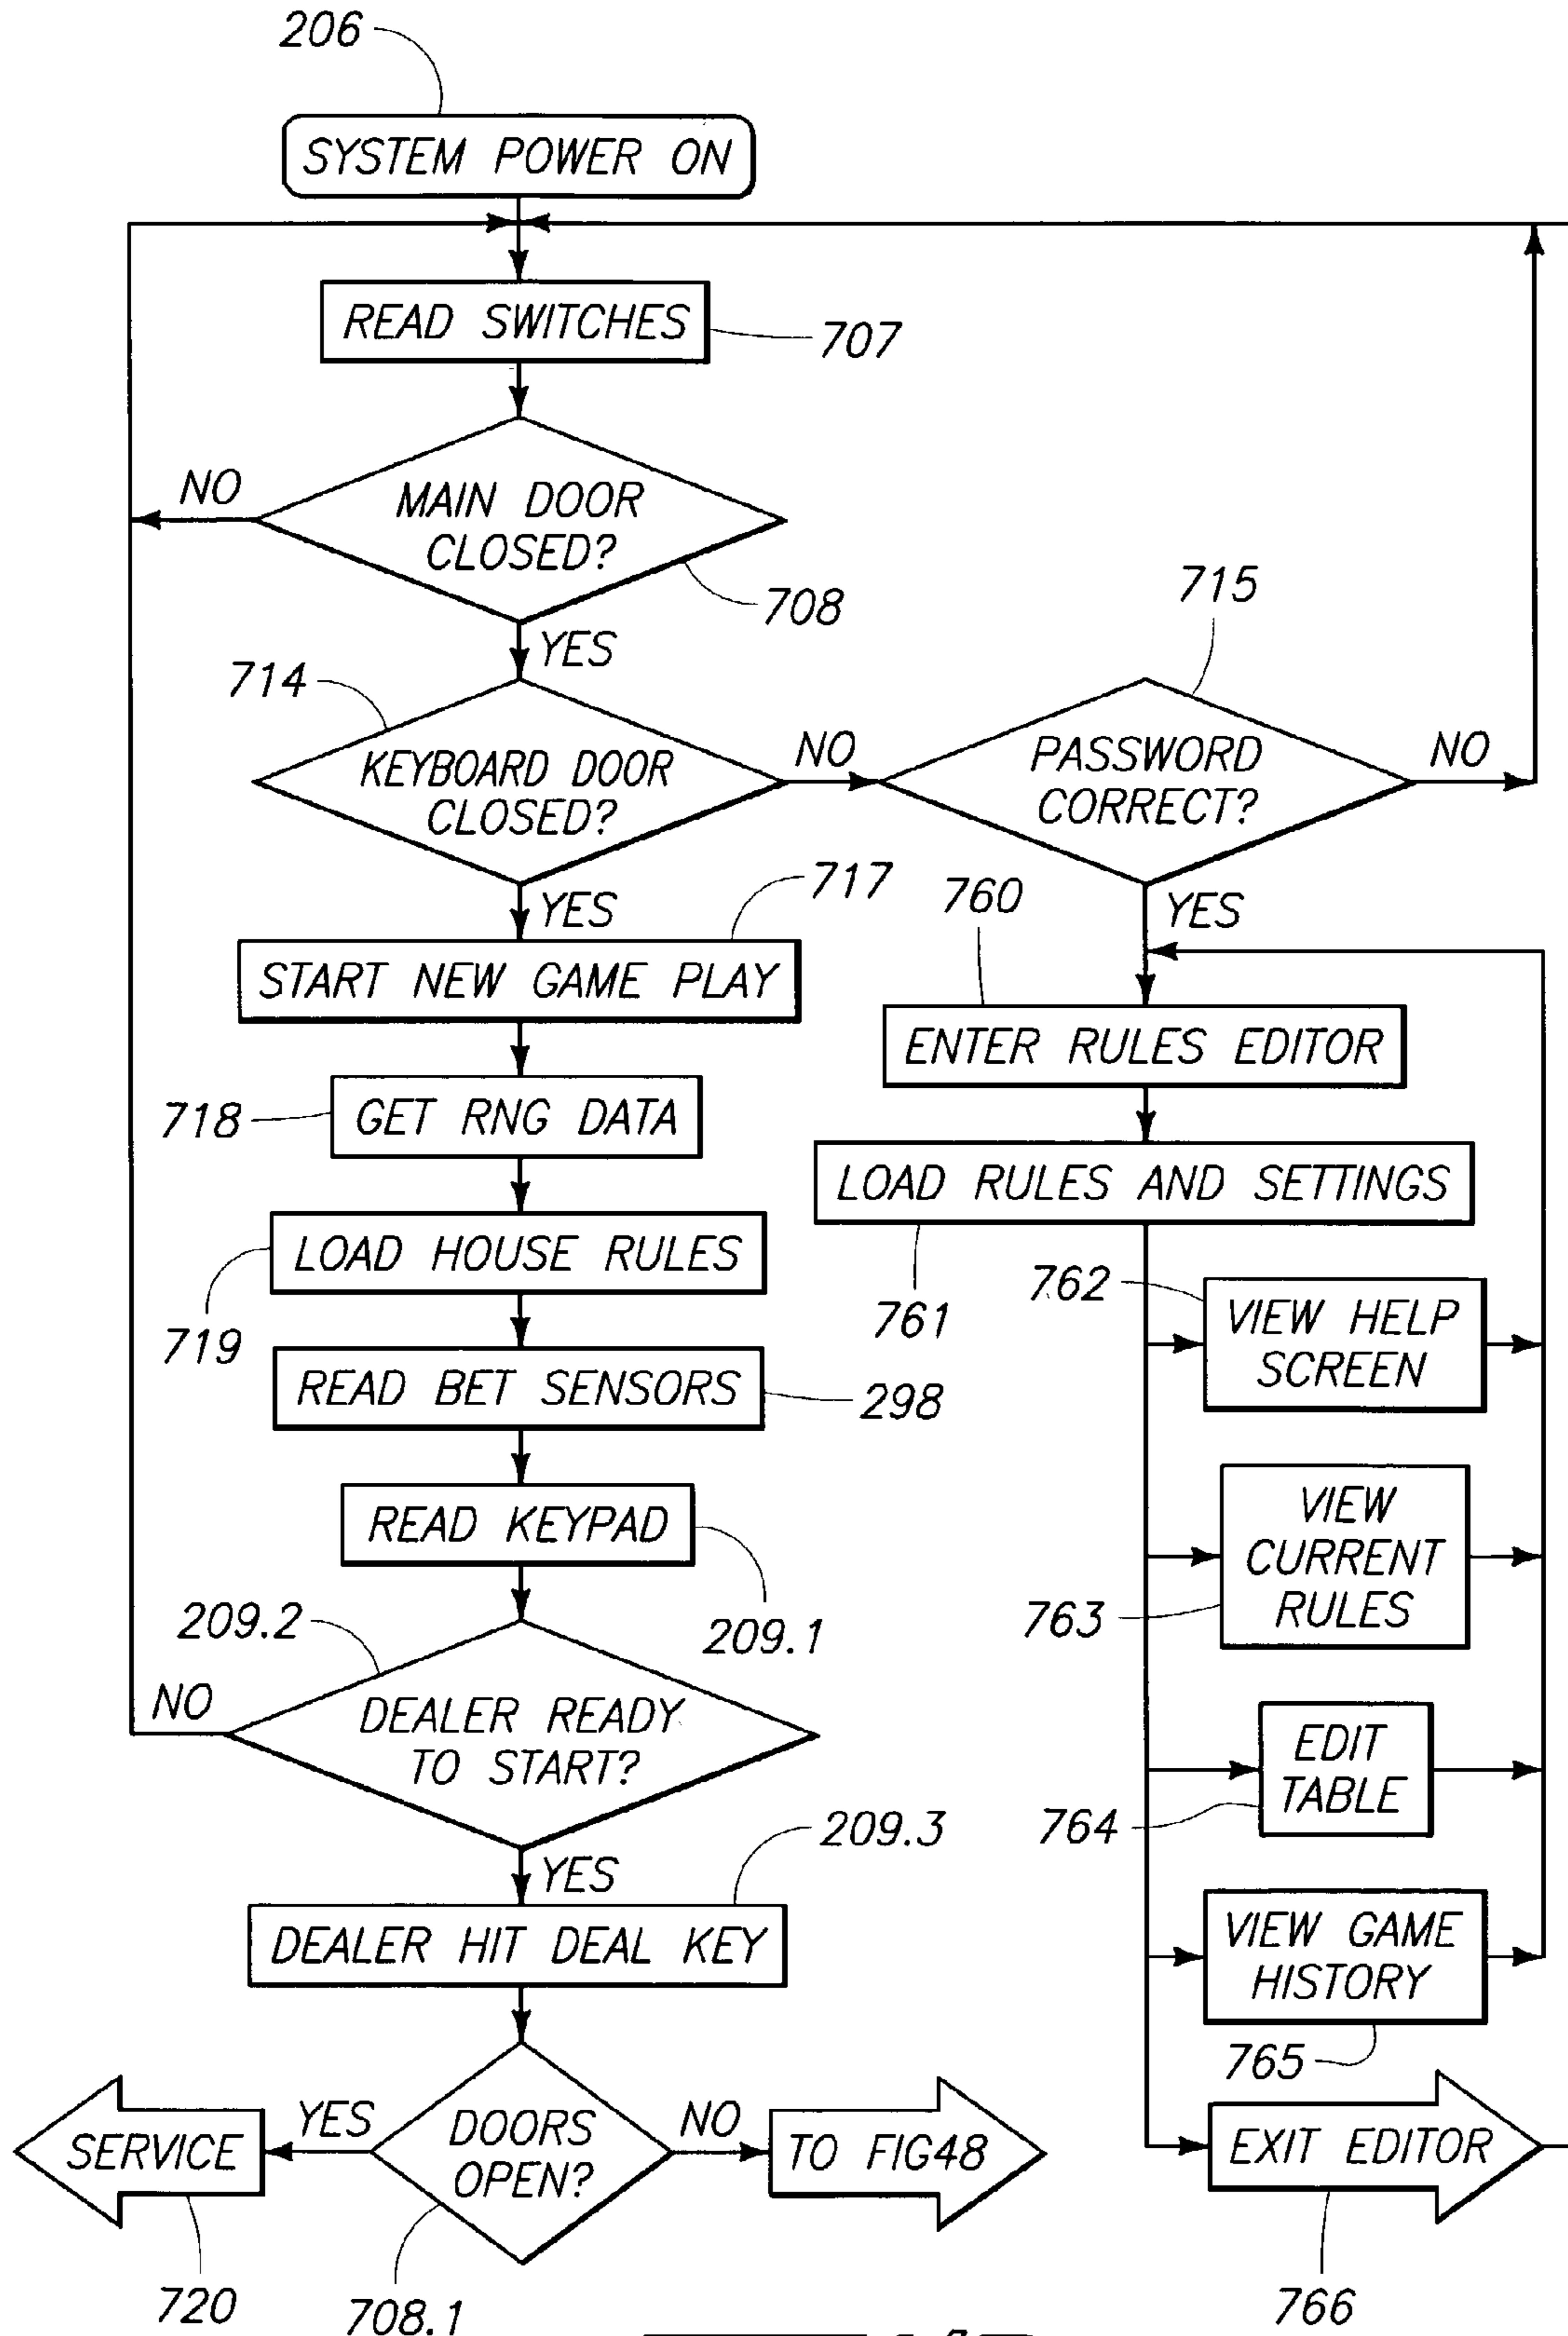 206
SYSTEM POWER ON
READ SWITCHES
707
NO
MAIN DOOR
CLOSED?
708
YES
714
KEYBOARD DOOR
CLOSED?
NO
715
PASSWORD
CORRECT?
NO
YES
717
START NEW GAME PLAY
718
GET RNG DATA
LOAD HOUSE RULES
719
READ BET SENSORS
298
READ KEYPAD
209.1
209.2
DEALER READY
TO START?
NO
YES
209.3
DEALER HIT DEAL KEY
DOORS
OPEN?
708.1
YES
SERVICE
720
NO
TO FIG48
YES
760
ENTER RULES EDITOR
LOAD RULES AND SETTINGS
761
762
VIEW HELP
SCREEN
VIEW
CURRENT
RULES
763
EDIT
TABLE
764
VIEW GAME
HISTORY
765
EXIT EDITOR
766